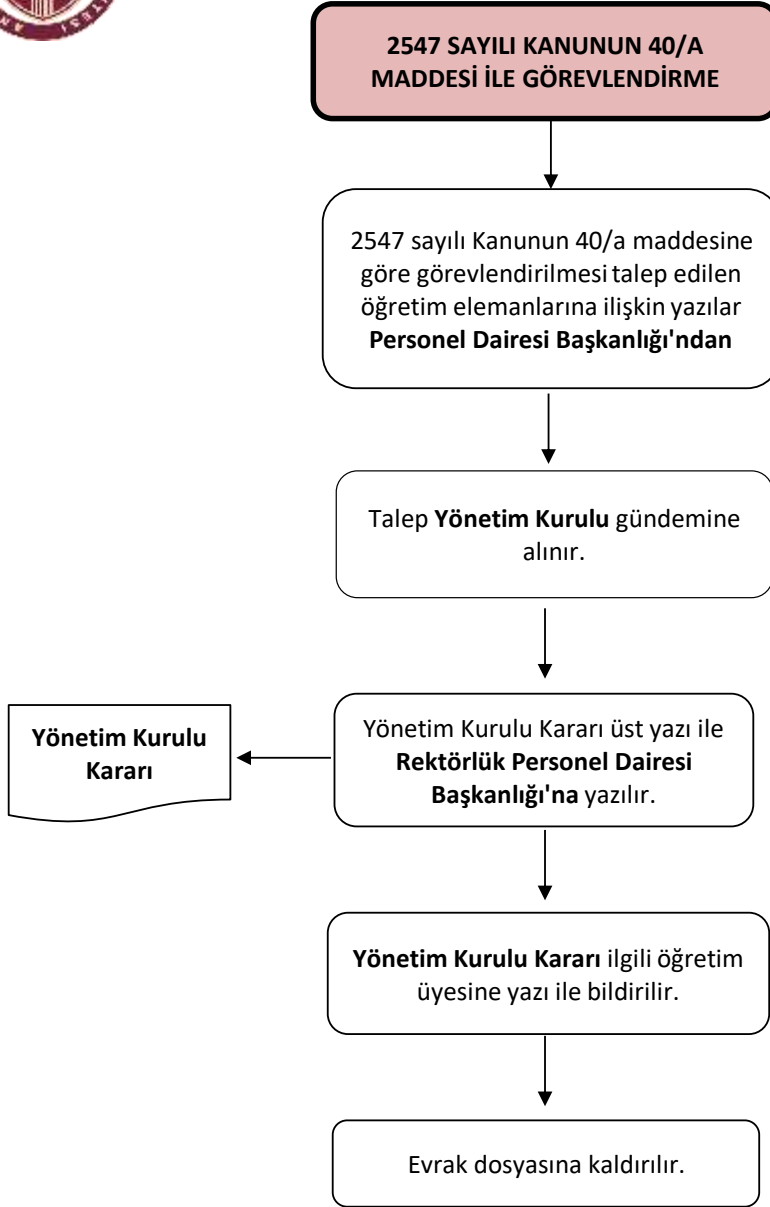 2547 SAYILI KANUNUN 40/A
MADDESİ İLE GÖREVLENDİRME
2547 sayılı Kanunun 40/a maddesine
göre görevlendirilmesi talep edilen
öğretim elemanlarına ilişkin yazılar
Personel Dairesi Başkanlığı'ndan
Talep Yönetim Kurulu gündemine
alınır.
Yönetim Kurulu
Kararı
Yönetim Kurulu Kararı üst yazı ile
Rektörlük Personel Dairesi
Başkanlığı'na yazılır.
Yönetim Kurulu Kararı ilgili öğretim
üyesine yazı ile bildirilir.
Evrak dosyasına kaldırılır.